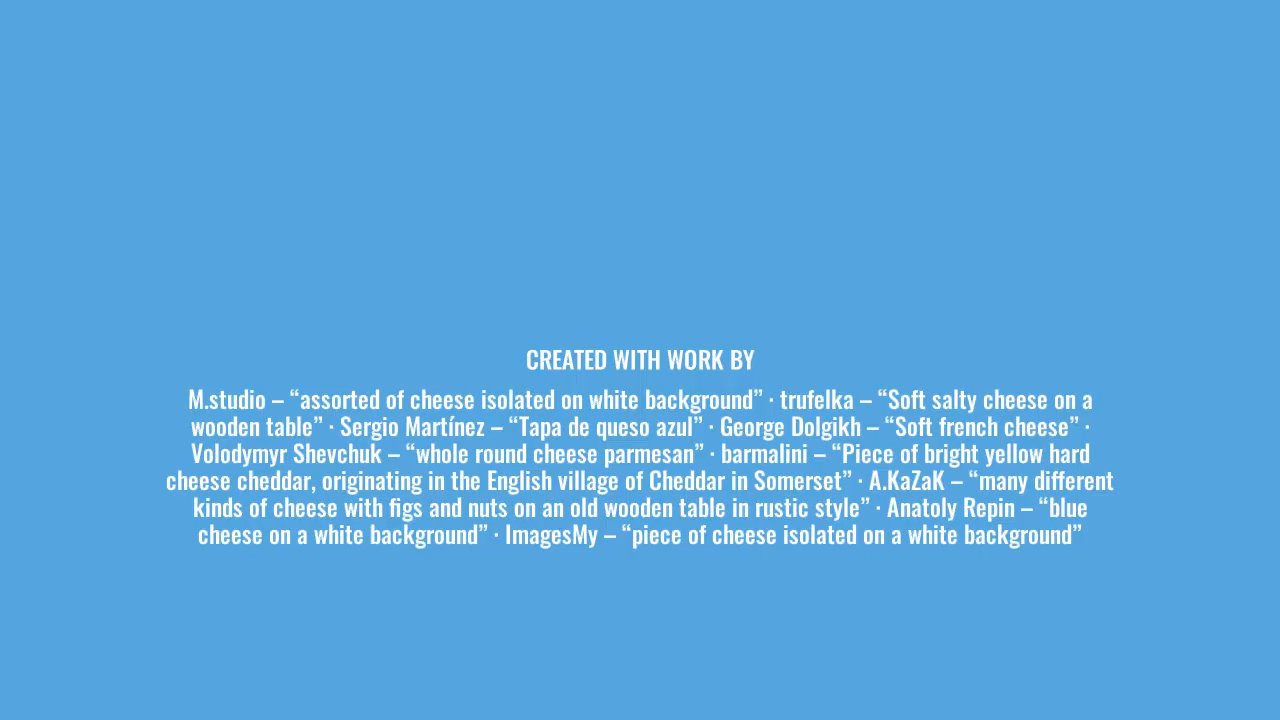 CREATED WITH WORK BY
M.studio – “assorted of cheese isolated on white background” · trufelka – “Soft salty cheese on a
wooden table” · Sergio Martínez – “Tapa de queso azul” · George Dolgikh – “Soft french cheese” ·
Volodymyr Shevchuk – “whole round cheese parmesan” · barmalini – “Piece of bright yellow hard
cheese cheddar, originating in the English village of Cheddar in Somerset” · A.KaZaK – “many different
kinds of cheese with figs and nuts on an old wooden table in rustic style” · Anatoly Repin – “blue
cheese on a white background” · ImagesMy – “piece of cheese isolated on a white background”